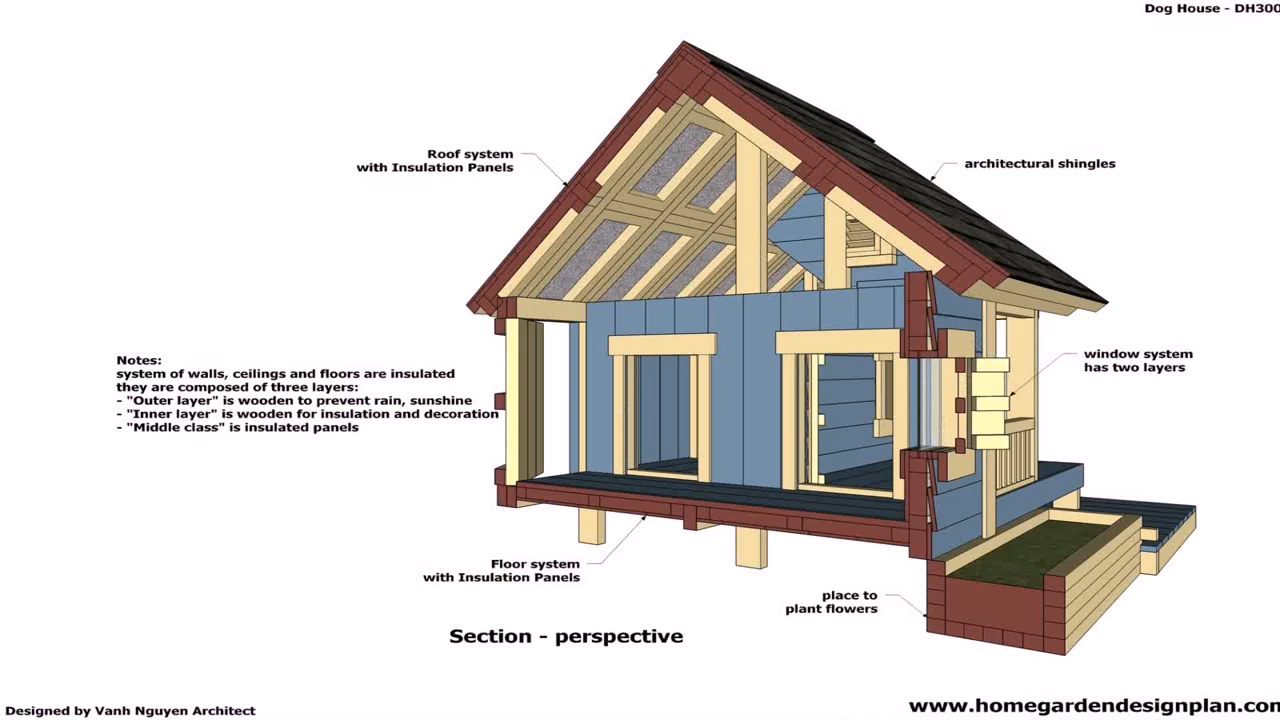 Dog House - DH300
Roof system
with Insulation Panels
architectural shingles
Notes:
system of walls, ceilings and floors are insulated
they are composed of three layers:
- "Outer layer" is wooden to prevent rain, sunshine
- "Inner layer" is wooden for insulation and decoration
- "Middle class" is insulated panels
window system
has two layers
Floor system
with Insulation Panels
place to
plant flowers
Section - perspective
Designed by Vanh Nguyen Architect
www.homegardendesignplan.com